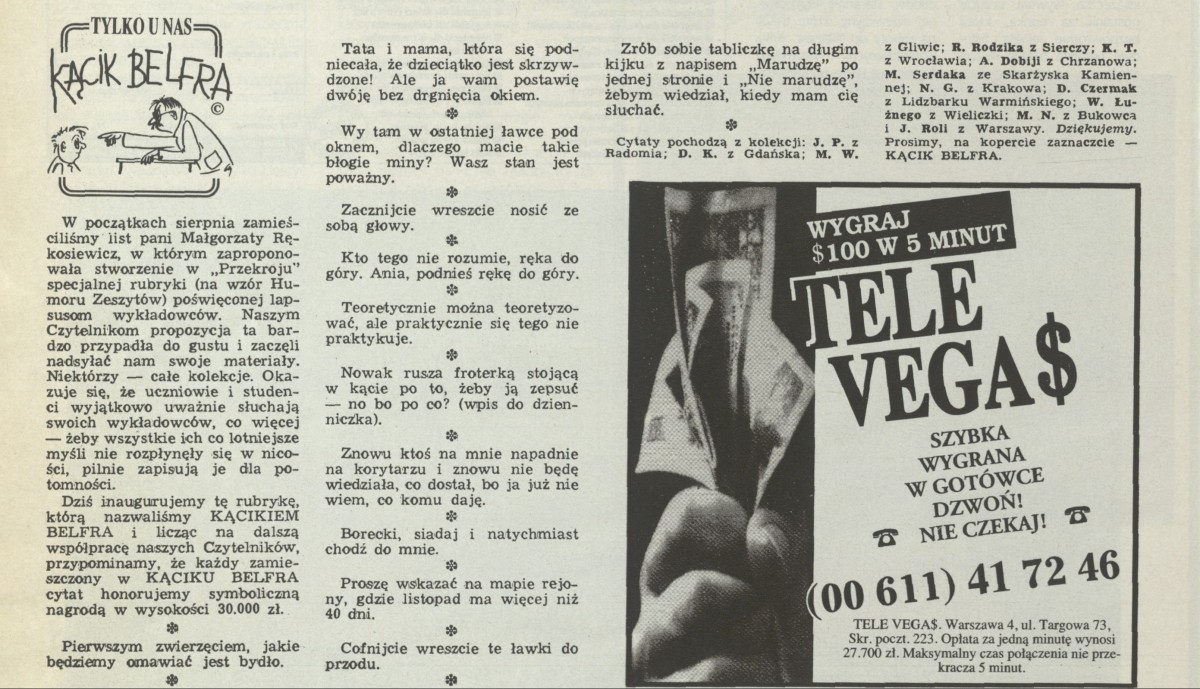 TYLKO U NAS
KĄCIK BELFRA
©
W początkach sierpnia zamieś-
ciliśmy list pani Małgorzaty Rę-
kosiewicz, w którym zapropono-
wała stworzenie w „Przekroju”
specjalnej rubryki (na wzór Hu-
moru Zeszytów) poświęconej lap-
susom wykładowców. Naszym
Czytelnikom propozycja ta bar-
dzo przypadła do gustu i zaczęli
nadsyłać nam swoje materiały.
Niektórzy — całe kolekcje. Oka-
zuje się, że uczniowie i studen-
ci wyjątkowo uważnie słuchają
swoich wykładowców, co więcej
— żeby wszystkie ich co lotniejsze
myśli nie rozpłynęły się w nico-
ści, pilnie zapisują je dla po-
tomności.
Dziś inaugurujemy tę rubrykę,
którą nazwaliśmy KĄCIKIEM
BELFRA i licząc na dalszą
współpracę naszych Czytelników,
przypominamy, że każdy zamie-
szczony w KĄCIKU BELFRA
cytat honorujemy symboliczną
nagrodą w wysokości 30.000 zł.
Pierwszym zwierzęciem, jakie
będziemy omawiać jest bydło.
Tata i mama, która się pod-
niecała, że dzieciątko jest skrzyw-
dzone! Ale ja wam postawię
dwóję bez drgnięcia okiem.
Wy tam w ostatniej ławce pod
oknem, dlaczego macie takie
błogie miny? Wasz stan jest
poważny.
Zacznijcie wreszcie nosić ze
sobą głowy.
Kto tego nie rozumie, ręka do
góry. Ania, podnieś rękę do góry.
Teoretycznie można teoretyzo-
wać, ale praktycznie się tego nie
praktykuje.
Nowak rusza froterką stojącą
w kącie po to, żeby ją zepsuć
— no bo po co? (wpis do dzien-
niczka).
Znowu ktoś na mnie napadnie
na korytarzu i znowu nie będę
wiedziała, co dostał, bo ja już nie
wiem, co komu daję.
Borecki, siadaj i natychmiast
chodź do mnie.
Proszę wskazać na mapie rejo-
ny, gdzie listopad ma więcej niż
40 dni.
Cofnijcie wreszcie te ławki do
przodu.
Zrób sobie tabliczkę na długim
kijku z napisem „Marudzę” po
jednej stronie i „Nie marudzę”,
żebym wiedział, kiedy mam cię
słuchać.
Cytaty pochodzą z kolekcji: J. P. z
Radomia; D. K. z Gdańska; M. W.
z Gliwic; R. Rodzika z Sierczy; K. T.
z Wrocławia; A. Dobiji z Chrzanowa;
M. Serdaka ze Skarżyska Kamien-
nej; N. G. z Krakowa; D. Czermak
z Lidzbarku Warmińskiego; W. Łu-
żnego z Wieliczki; M. N. z Bukowca
i J. Roli z Warszawy. Dziękujemy.
Prosimy, na kopercie zaznaczcie —
KĄCIK BELFRA.
WYGRAJ
$100 W 5 MINUT
TELE
VEGA$
SZYBKA
WYGRANA
W GOTÓWCE
DZWOŃ!
NIE CZEKAJ!
(00 611) 41 72 46
TELE VEGA$. Warszawa 4, ul. Targowa 73,
Skr. poczt. 223. Opłata za jedną minutę wynosi
27.700 zł. Maksymalny czas połączenia nie prze-
kracza 5 minut.